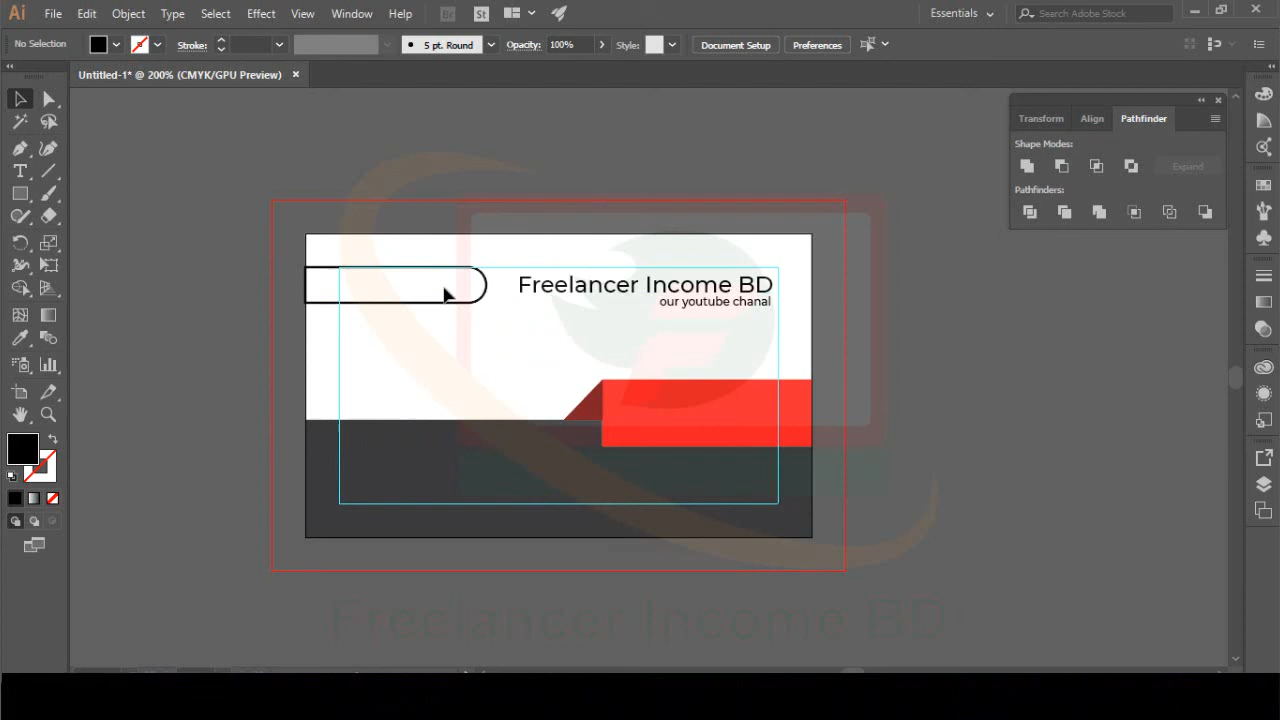 Ai File Edit Object Type Select Effect View Window Help Br St Essentials Search Adobe Stock
No Selection Stroke: 5 pt. Round Opacity: 100% Style: Document Setup Preferences
Untitled-1* @ 200% (CMYK/GPU Preview)
Transform Align Pathfinder
Shape Modes:
Expand
Pathfinders:
Freelancer Income BD
our youtube chanal
Freelancer Income BD